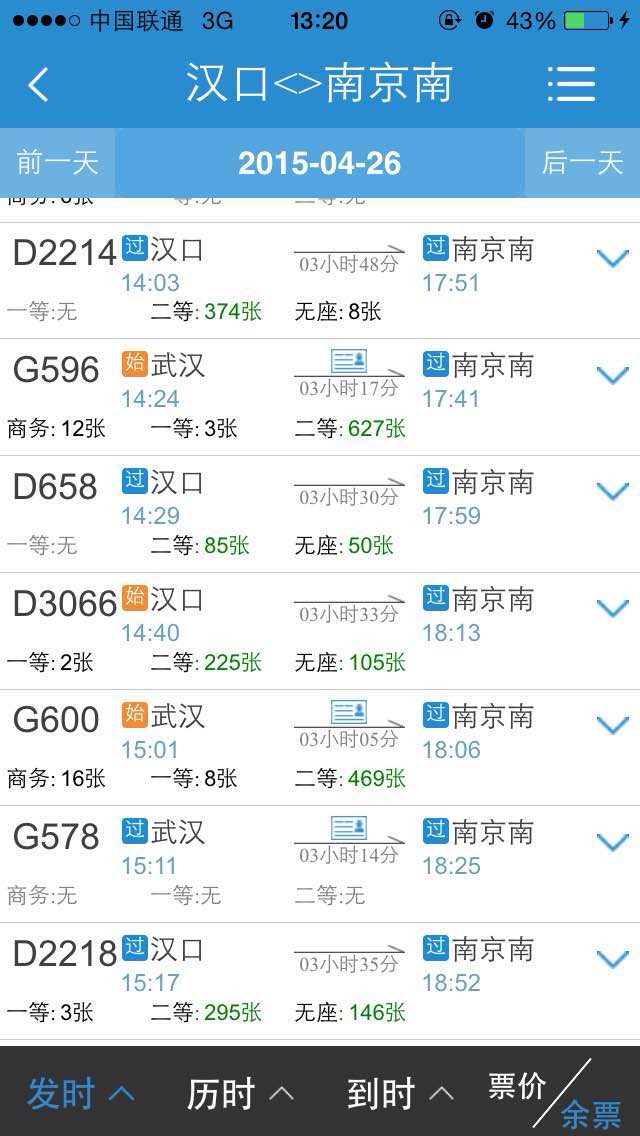 中国联通 3G 13:20 43%
汉口<>南京南
前一天 2015-04-26 后一天
D2214 过 汉口 过 南京南
03小时48分
14:03 17:51
一等:无 二等:374张 无座:8张
G596 始 武汉 过 南京南
03小时17分
14:24 17:41
商务:12张 一等:3张 二等:627张
D658 过 汉口 过 南京南
03小时30分
14:29 17:59
一等:无 二等:85张 无座:50张
D3066 始 汉口 过 南京南
03小时33分
14:40 18:13
一等:2张 二等:225张 无座:105张
G600 始 武汉 过 南京南
03小时05分
15:01 18:06
商务:16张 一等:8张 二等:469张
G578 过 武汉 过 南京南
03小时14分
15:11 18:25
商务:无 一等:无 二等:无
D2218 过 汉口 过 南京南
03小时35分
15:17 18:52
一等:3张 二等:295张 无座:146张
发时 历时 到时 票价/余票